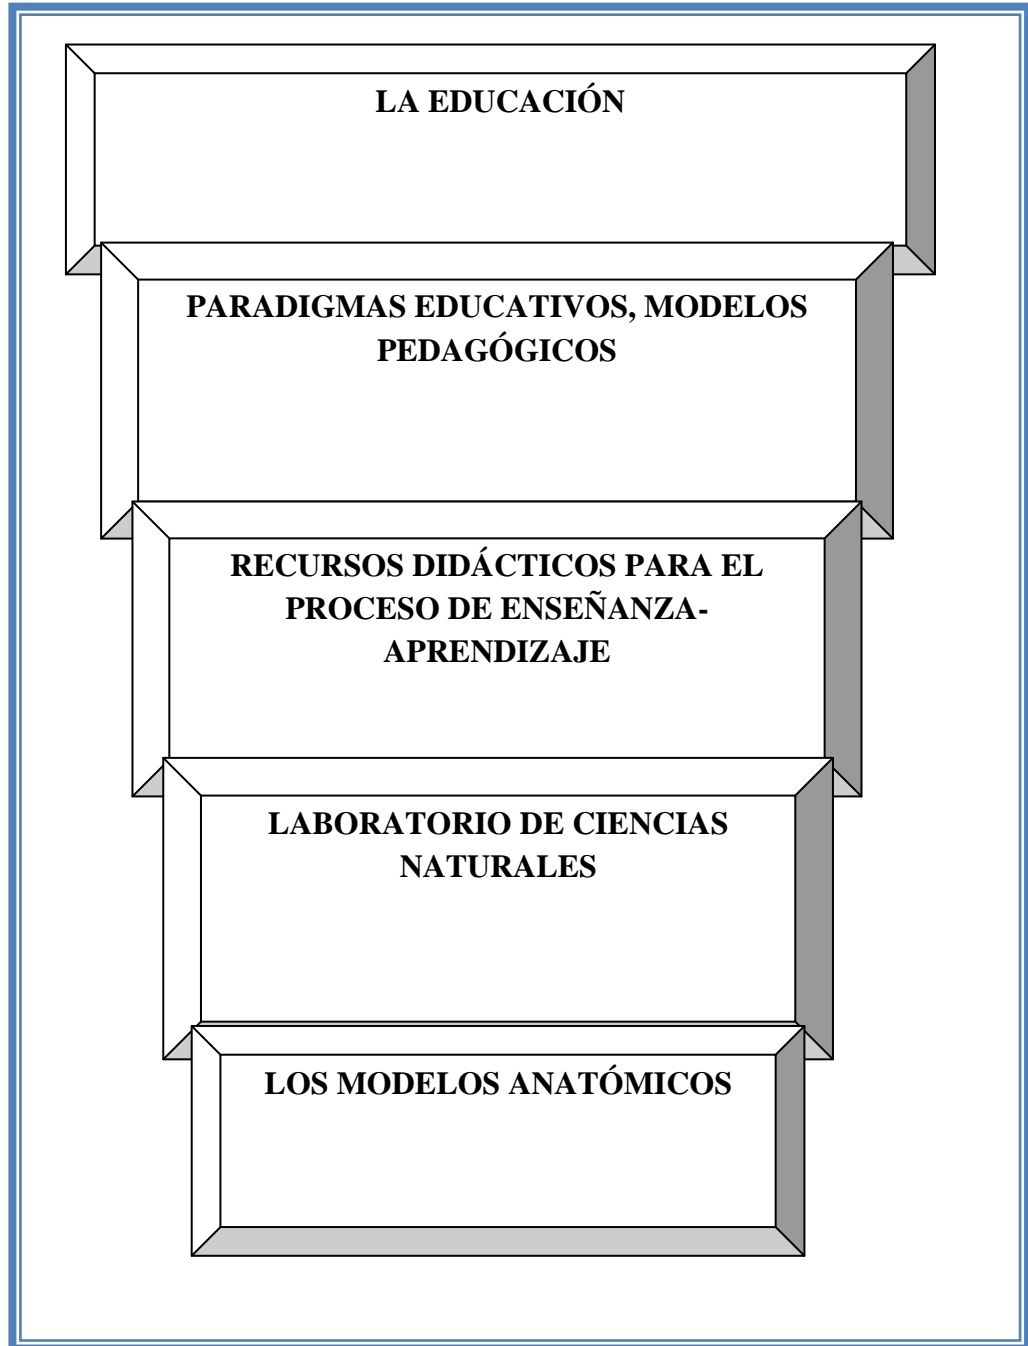 LA EDUCACIÓN
PARADIGMAS EDUCATIVOS, MODELOS
PEDAGÓGICOS
RECURSOS DIDÁCTICOS PARA EL
PROCESO DE ENSEÑANZA-
APRENDIZAJE
LABORATORIO DE CIENCIAS
NATURALES
LOS MODELOS ANATÓMICOS